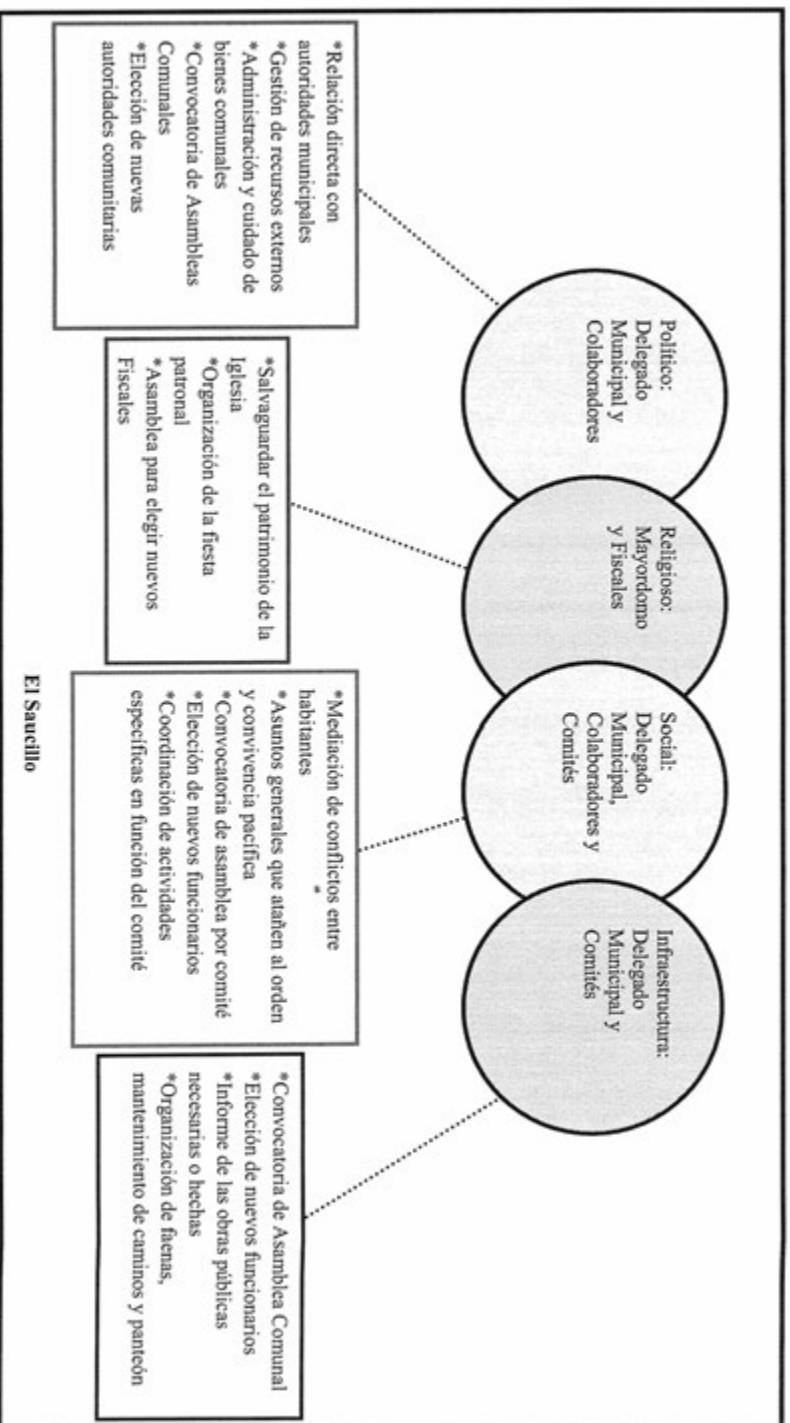 Político:
Delegado
Municipal y
Colaboradores
Religioso:
Mayordomo
y Fiscales
Social:
Delegado
Municipal,
Colaboradores y
Comités
Infraestructura:
Delegado
Municipal y
Comités
*Relación directa con
autoridades municipales
*Gestión de recursos externos
*Administración y cuidado de
bienes comunales
*Convocatoria de Asambleas
Comunales
*Elección de nuevas
autoridades comunitarias
*Salvaguardar el patrimonio de la
Iglesia
*Organización de la fiesta
patronal
*Asamblea para elegir nuevos
Fiscales
*Mediación de conflictos entre
habitantes
*Asuntos generales que atañen al orden
y convivencia pacífica
*Convocatoria de asamblea por comité
*Elección de nuevos funcionarios
*Coordinación de actividades
específicas en función del comité
*Convocatoria de Asamblea Comunal
*Elección de nuevos funcionarios
*Informe de las obras públicas
necesarias o hechas
*Organización de faenas,
mantenimiento de caminos y panteón
El Saucillo